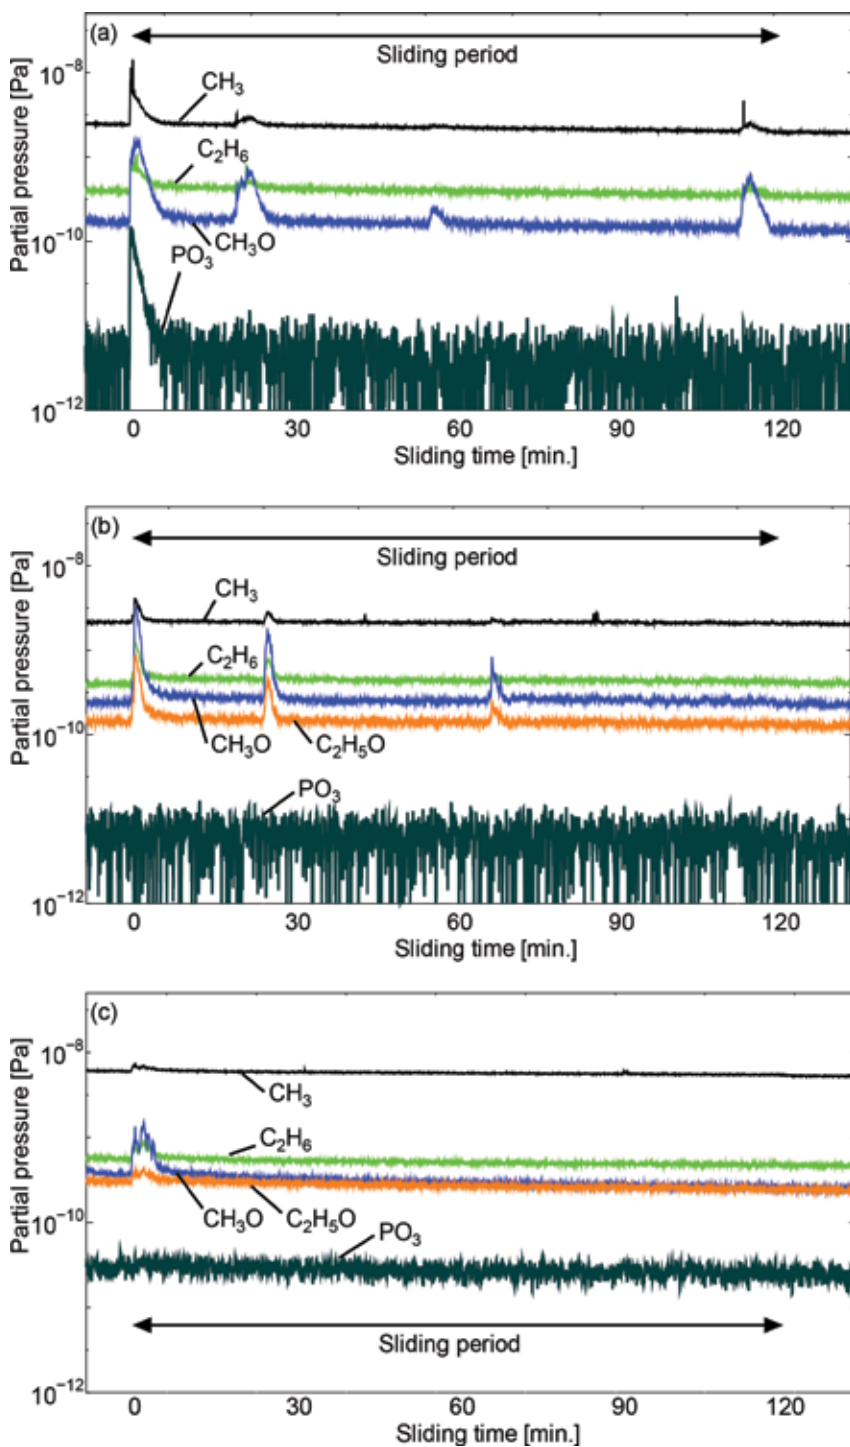 (a)
Sliding period
Partial pressure [Pa]
10⁻⁸
10⁻¹⁰
10⁻¹²
CH₃
C₂H₆
CH₃O
PO₃
0 30 60 90 120
Sliding time [min.]
(b)
Sliding period
Partial pressure [Pa]
10⁻⁸
10⁻¹⁰
10⁻¹²
CH₃
C₂H₆
CH₃O
C₂H₅O
PO₃
0 30 60 90 120
Sliding time [min.]
(c)
Partial pressure [Pa]
10⁻⁸
10⁻¹⁰
10⁻¹²
CH₃
C₂H₆
CH₃O
C₂H₅O
PO₃
Sliding period
0 30 60 90 120
Sliding time [min.]